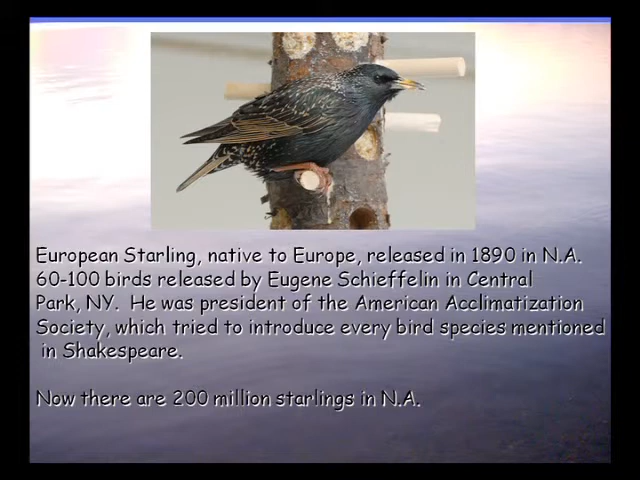 European Starling, native to Europe, released in 1890 in N.A.
60-100 birds released by Eugene Schieffelin in Central
Park, NY.  He was president of the American Acclimatization
Society, which tried to introduce every bird species mentioned
in Shakespeare.
Now there are 200 million starlings in N.A.